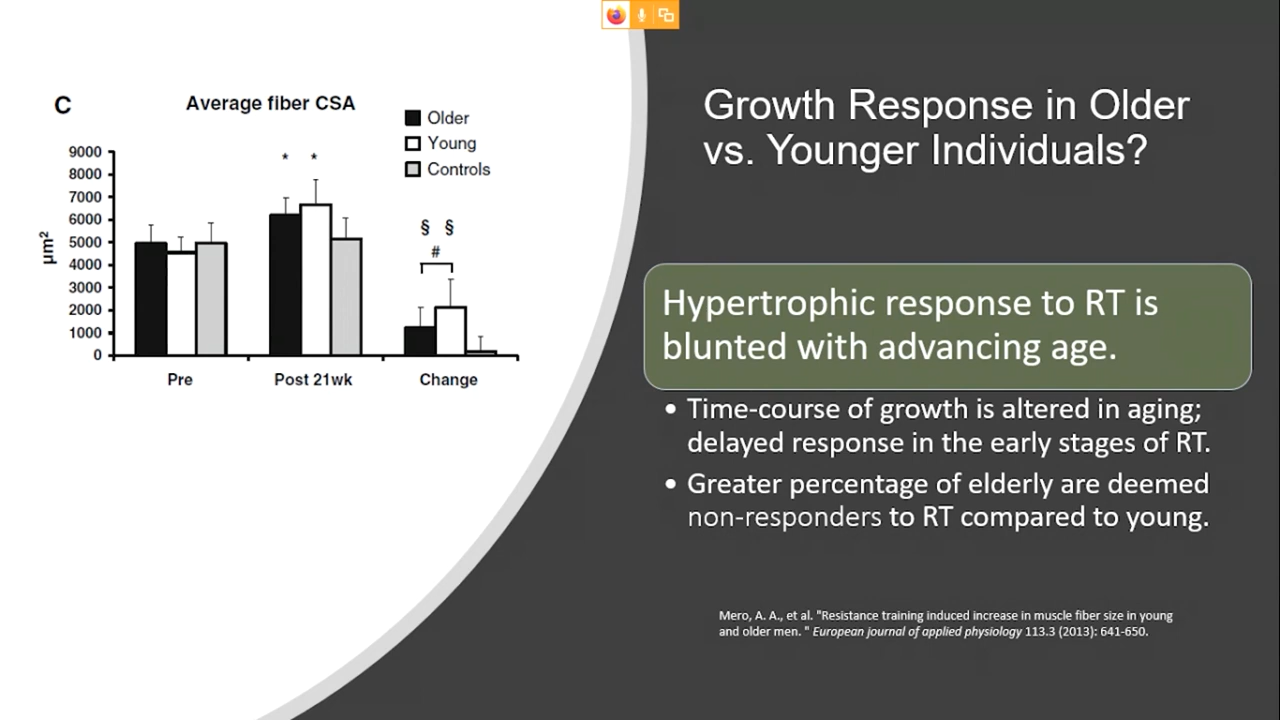 C
Average fiber CSA
Older
Young
Controls
9000
8000
7000
6000
5000
4000
3000
2000
1000
0
µm²
* *
§ §
#
Pre
Post 21wk
Change
Growth Response in Older
vs. Younger Individuals?
Hypertrophic response to RT is
blunted with advancing age.
• Time-course of growth is altered in aging;
delayed response in the early stages of RT.
• Greater percentage of elderly are deemed
non-responders to RT compared to young.
Mero, A. A., et al. "Resistance training induced increase in muscle fiber size in young
and older men. " European journal of applied physiology 113.3 (2013): 641-650.